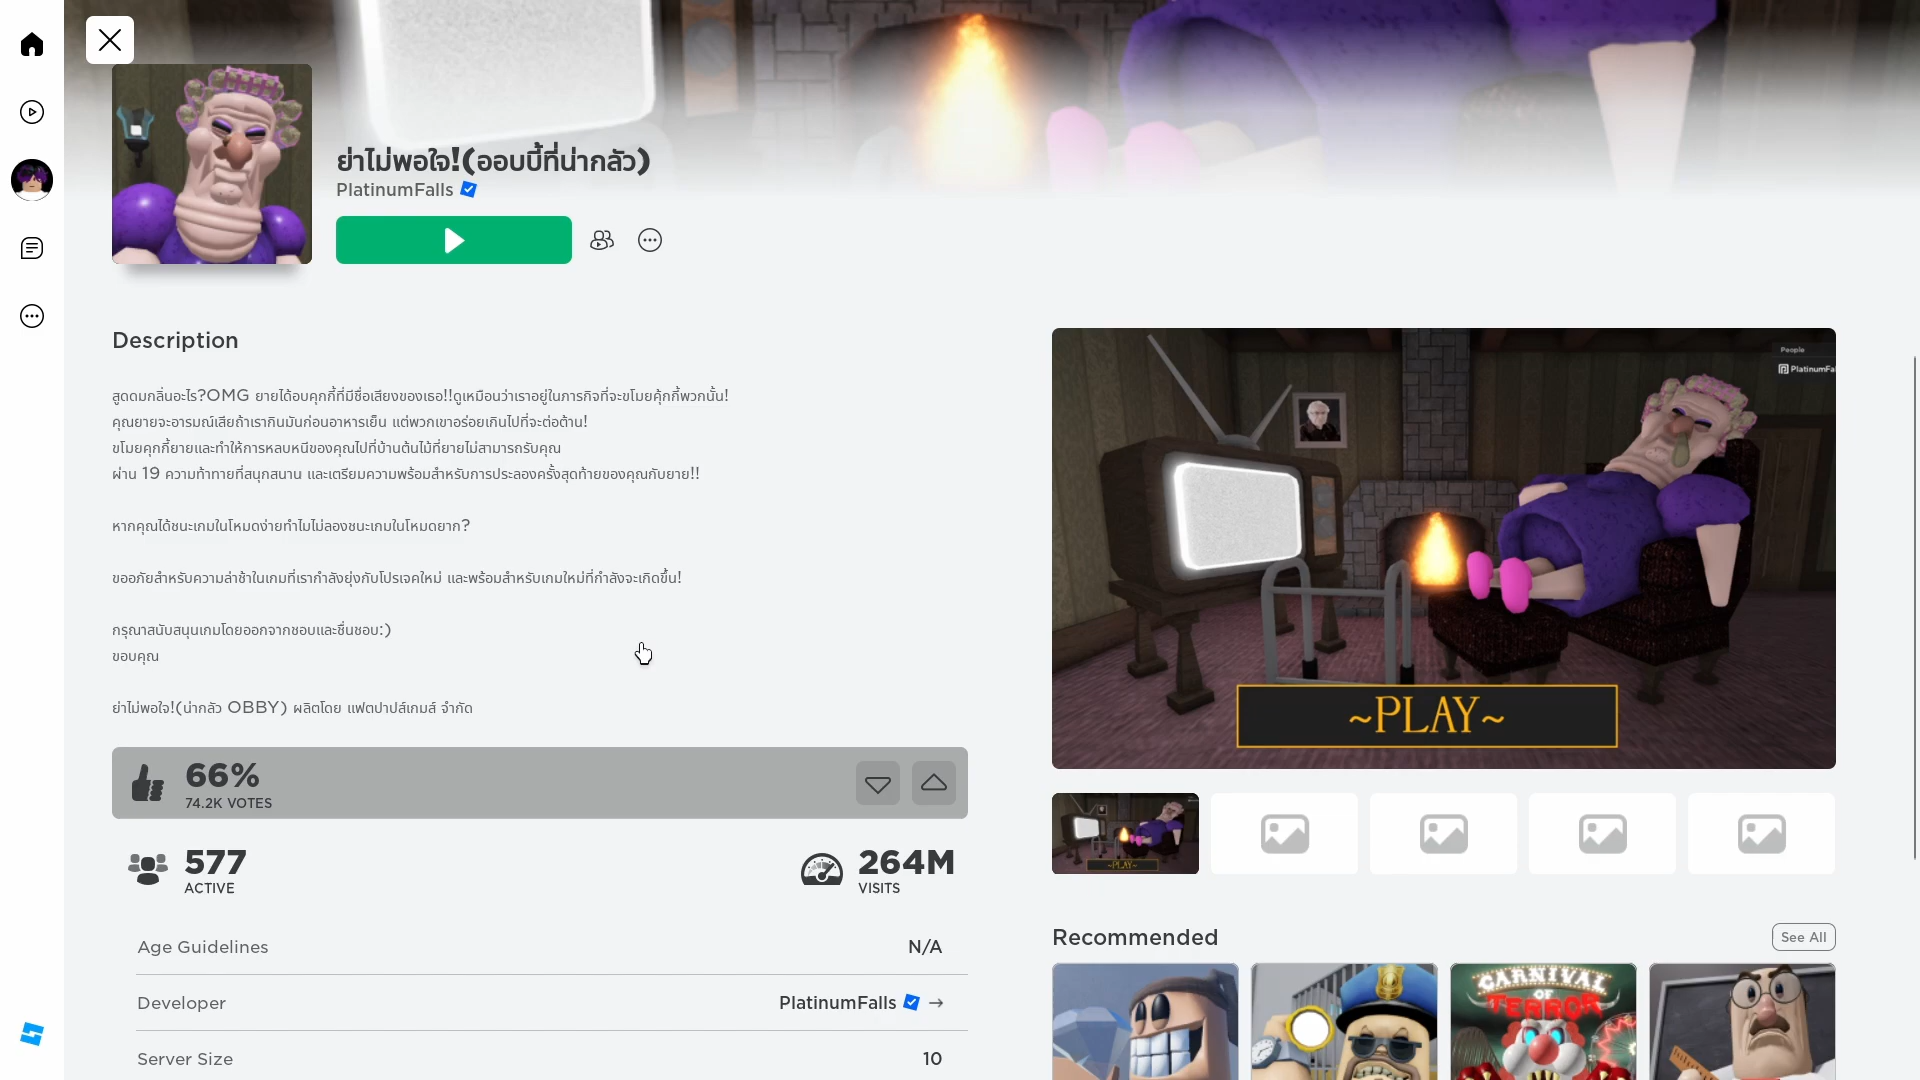 ย่าไม่พอใจ!(ออบบี้ที่น่ากลัว)
PlatinumFalls
Description
สูดดมกลิ่นอะไร?OMG ยายได้อบคุกกี้ที่มีชื่อเสียงของเธอ!!ดูเหมือนว่าเราอยู่ในภารกิจที่จะขโมยคุ้กกี้พวกนั้น!
คุณยายจะอารมณ์เสียถ้าเรากินมันก่อนอาหารเย็น แต่พวกเขาอร่อยเกินไปที่จะต่อต้าน!
ขโมยคุกกี้ยายและทำให้การหลบหนีของคุณไปที่บ้านต้นไม้ที่ยายไม่สามารถรับคุณ
ผ่าน 19 ความท้าทายที่สนุกสนาน และเตรียมความพร้อมสำหรับการประลองครั้งสุดท้ายของคุณกับยาย!!
หากคุณได้ชนะเกมในโหมดง่ายทำไมไม่ลองชนะเกมในโหมดยาก?
ขออภัยสำหรับความล่าช้าในเกมที่เรากำลังยุ่งกับโปรเจคใหม่ และพร้อมสำหรับเกมใหม่ที่กำลังจะเกิดขึ้น!
กรุณาสนับสนุนเกมโดยออกจากชอบและชื่นชอบ:)
ขอบคุณ
ย่าไม่พอใจ!(น่ากลัว OBBY) ผลิตโดย แฟตปาปส์เกมส์ จำกัด
66%
74.2K VOTES
577
ACTIVE
264M
VISITS
Age Guidelines N/A
Developer PlatinumFalls
Server Size 10
People
PlatinumFal
~PLAY~
~PLAY~
Recommended
See All
CARNIVAL
OF
TERROR